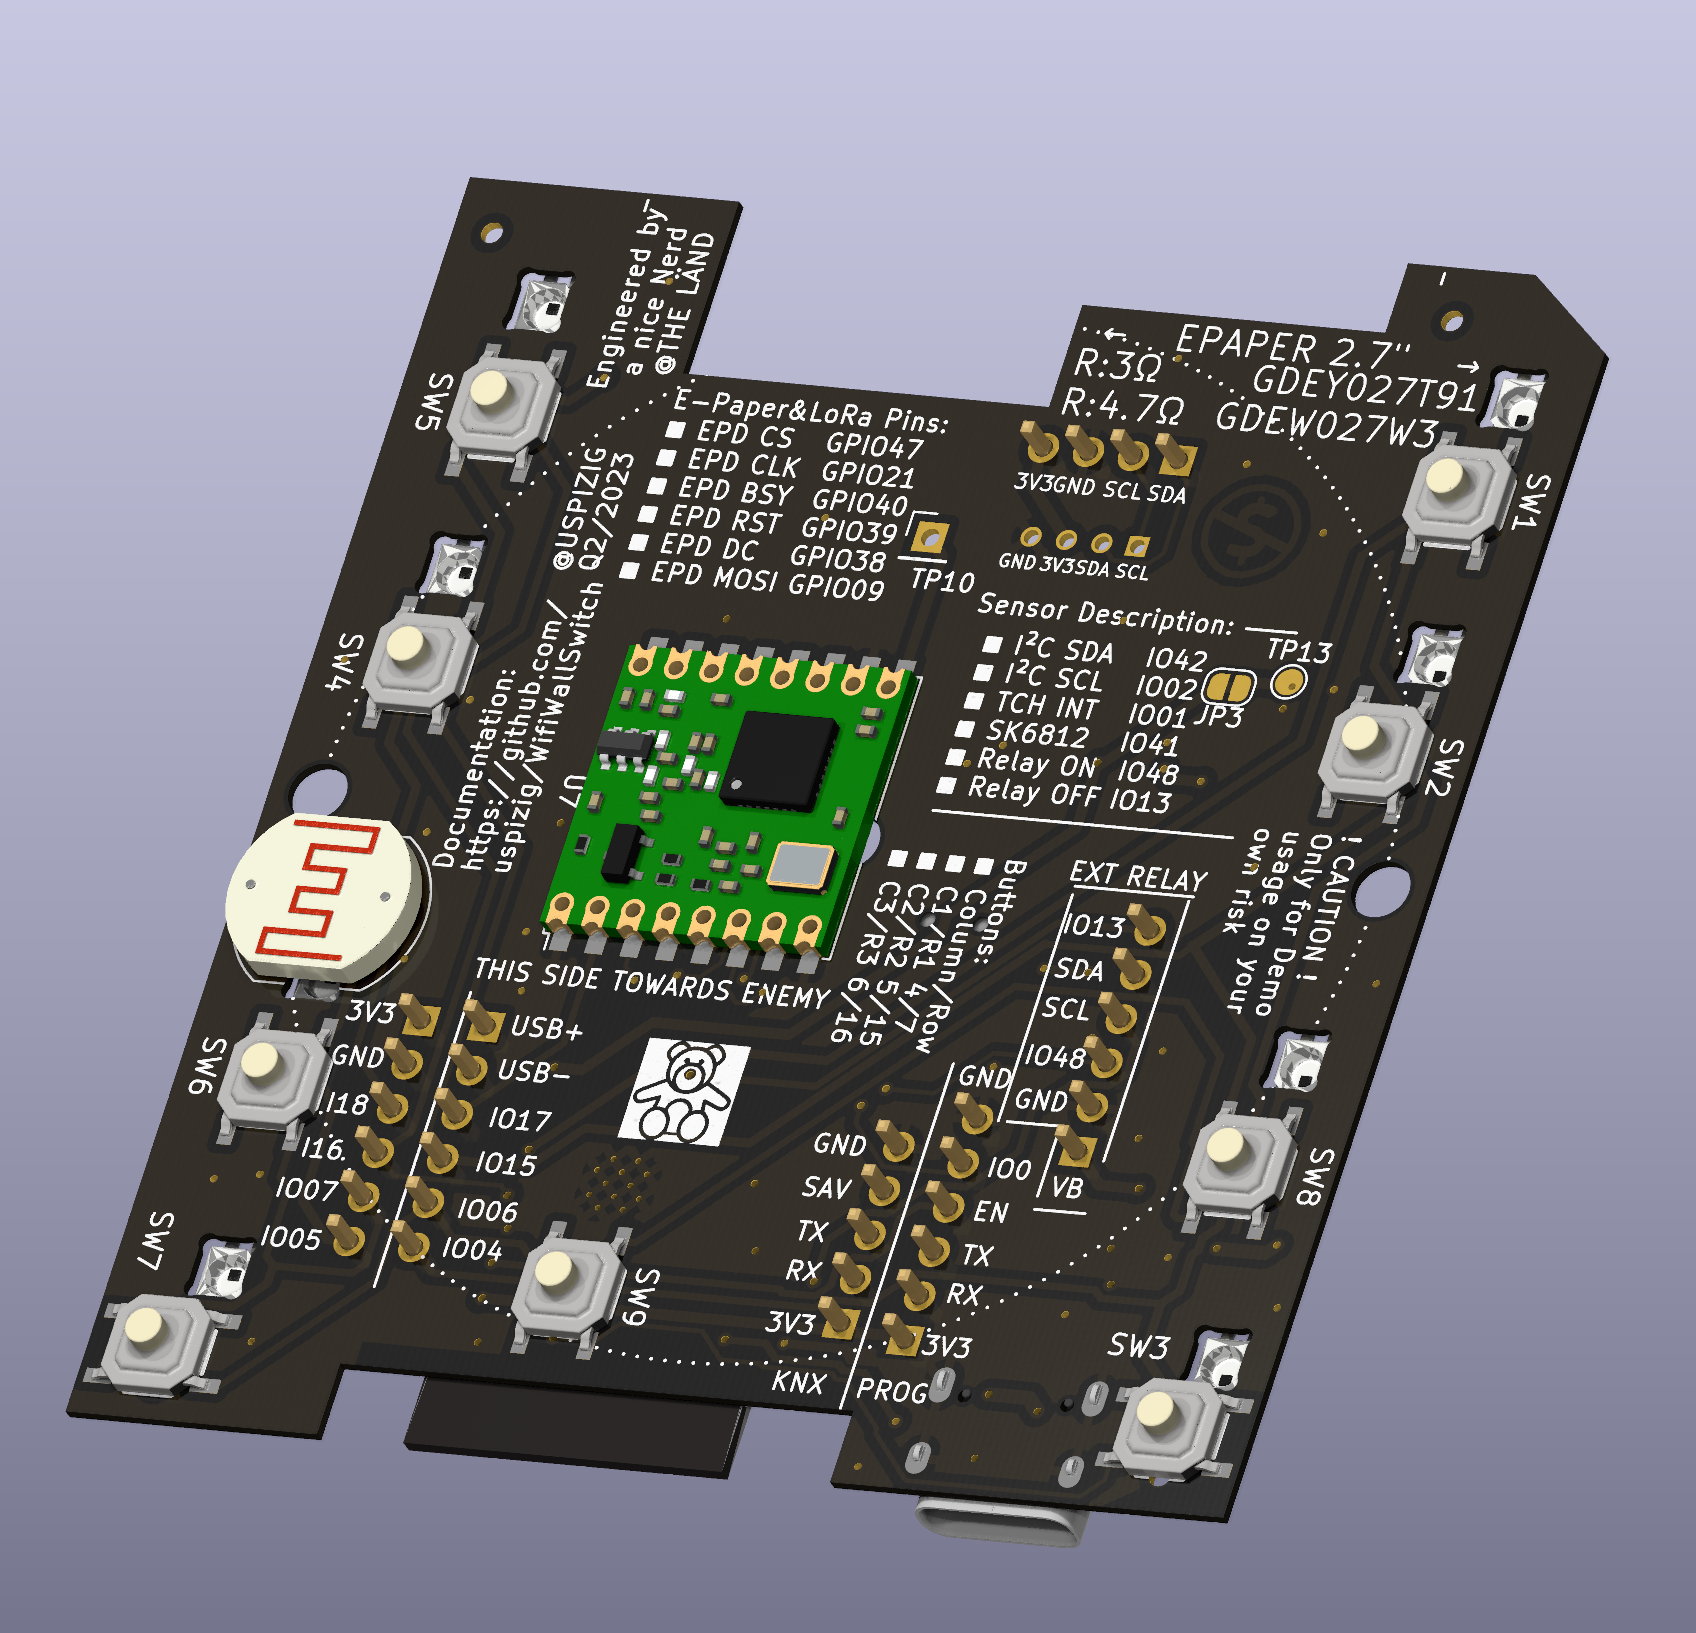 Engineered by
a nice Nerd
@THE LÄND
EPAPER 2.7"
R:3Ω GDEY027T91
R:4.7Ω GDEW027W3
SW5
SW1
E-Paper&LoRa Pins:
EPD CS GPIO47
EPD CLK GPIO21
EPD BSY GPIO40
EPD RST GPIO39
EPD DC GPIO38
EPD MOSI GPIO09
TP10
3V3 GND SCL SDA
GND 3V3 SDA SCL
@USPIZIG
Q2/2023
Documentation:
https://github.com/
uspizig/WifiWallSwitch
SW4
SW2
Sensor Description:
I²C SDA IO42
I²C SCL IO02
TCH INT IO01
SK6812 IO41
Relay ON IO48
Relay OFF IO13
TP13
JP3
U7
! CAUTION !
Only for Demo
usage on your
own risk
Buttons:
Column/Row
C1/R1 4/7
C2/R2 5/15
C3/R3 6/16
EXT RELAY
IO13
SDA
SCL
IO48
GND
VB
THIS SIDE TOWARDS ENEMY
SW6
3V3
GND
I18
I16
IO07
IO05
USB+
USB-
IO17
IO15
IO06
IO04
SW7
SW9
GND
SAV
TX
RX
3V3
KNX
GND
IO0
EN
TX
RX
3V3
PROG
SW8
SW3